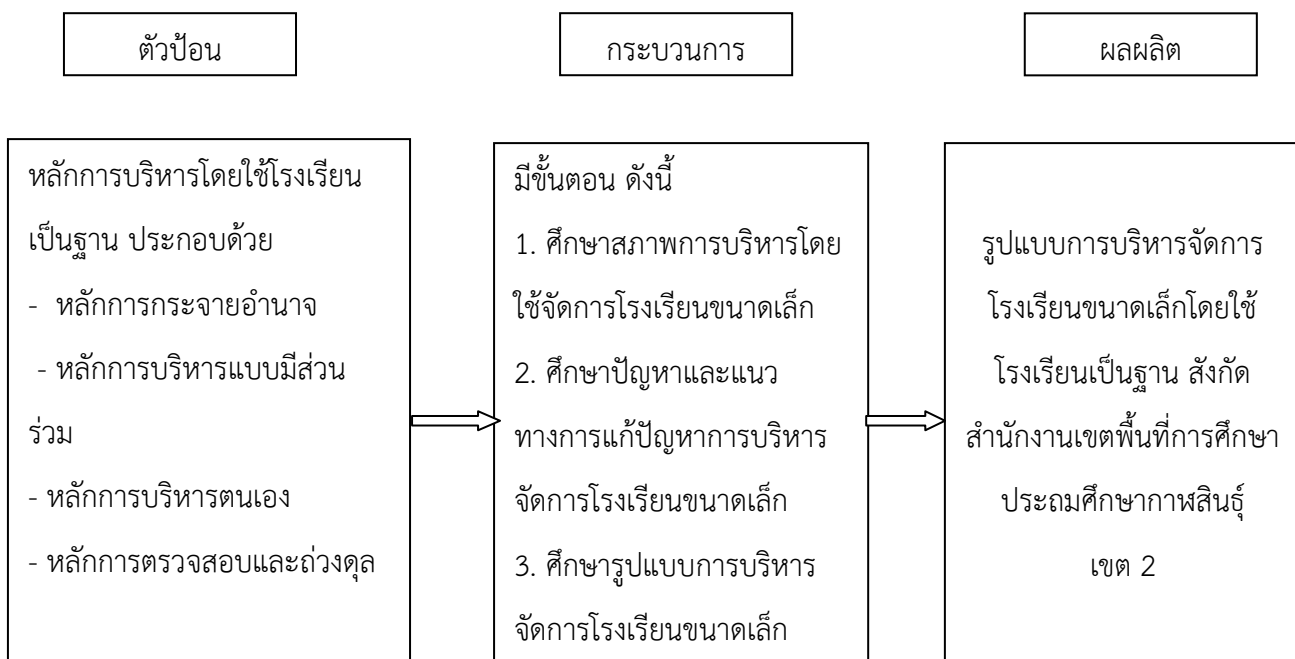 ตัวป้อน
กระบวนการ
ผลผลิต
หลักการบริหารโดยใช้โรงเรียน
เป็นฐาน ประกอบด้วย
- หลักการกระจายอำนาจ
- หลักการบริหารแบบมีส่วน
ร่วม
- หลักการบริหารตนเอง
- หลักการตรวจสอบและถ่วงดุล
มีขั้นตอน ดังนี้
1. ศึกษาสภาพการบริหารโดย
ใช้จัดการโรงเรียนขนาดเล็ก
2. ศึกษาปัญหาและแนว
ทางการแก้ปัญหาการบริหาร
จัดการโรงเรียนขนาดเล็ก
3. ศึกษารูปแบบการบริหาร
จัดการโรงเรียนขนาดเล็ก
รูปแบบการบริหารจัดการ
โรงเรียนขนาดเล็กโดยใช้
โรงเรียนเป็นฐาน สังกัด
สำนักงานเขตพื้นที่การศึกษา
ประถมศึกษากาฬสินธุ์
เขต 2